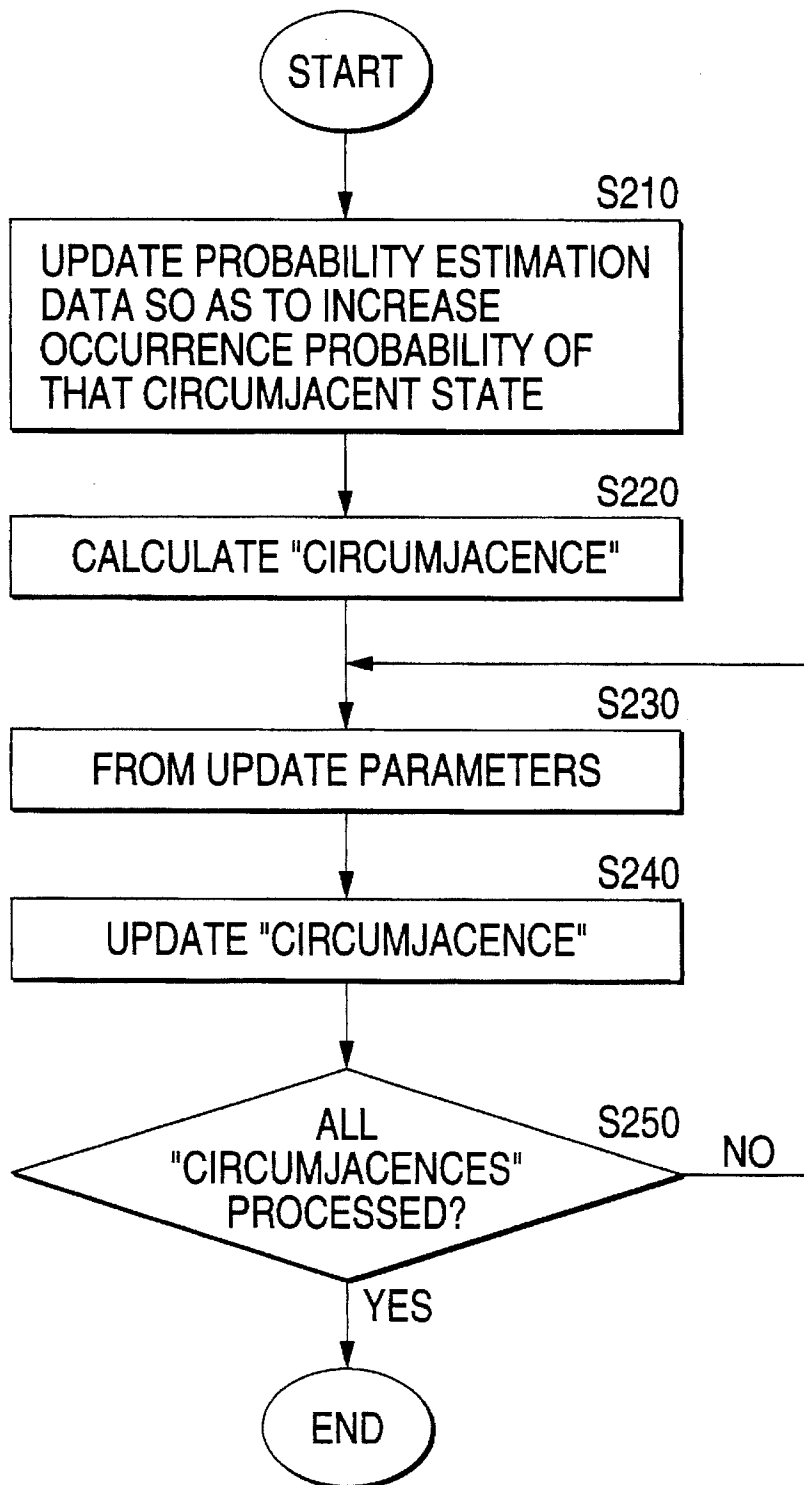 START
S210
UPDATE PROBABILITY ESTIMATION
DATA SO AS TO INCREASE
OCCURRENCE PROBABILITY OF
THAT CIRCUMJACENT STATE
S220
CALCULATE "CIRCUMJACENCE"
S230
FROM UPDATE PARAMETERS
S240
UPDATE "CIRCUMJACENCE"
S250
ALL
"CIRCUMJACENCES"
PROCESSED?
NO
YES
END